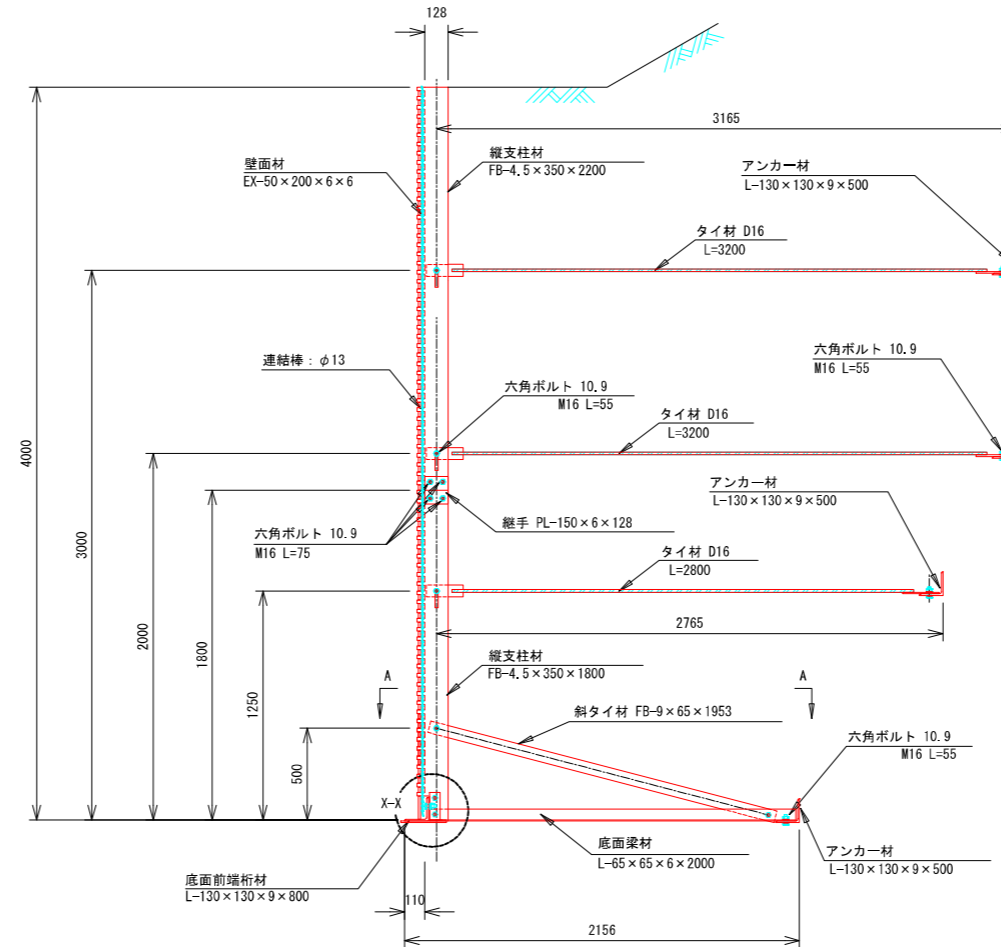 128
3165
縦支柱材
FB-4.5×350×2200
壁面材
EX-50×200×6×6
アンカー材
L-130×130×9×500
タイ材 D16
L=3200
連結棒：φ13
六角ボルト 10.9
M16 L=55
六角ボルト 10.9
M16 L=55
タイ材 D16
L=3200
アンカー材
L-130×130×9×500
六角ボルト 10.9
M16 L=75
継手 PL-150×6×128
タイ材 D16
L=2800
2765
4000
3000
2000
1800
1250
500
縦支柱材
FB-4.5×350×1800
A
A
斜タイ材 FB-9×65×1953
六角ボルト 10.9
M16 L=55
X-X
底面梁材
L-65×65×6×2000
アンカー材
L-130×130×9×500
底面前端桁材
L-130×130×9×800
110
2156